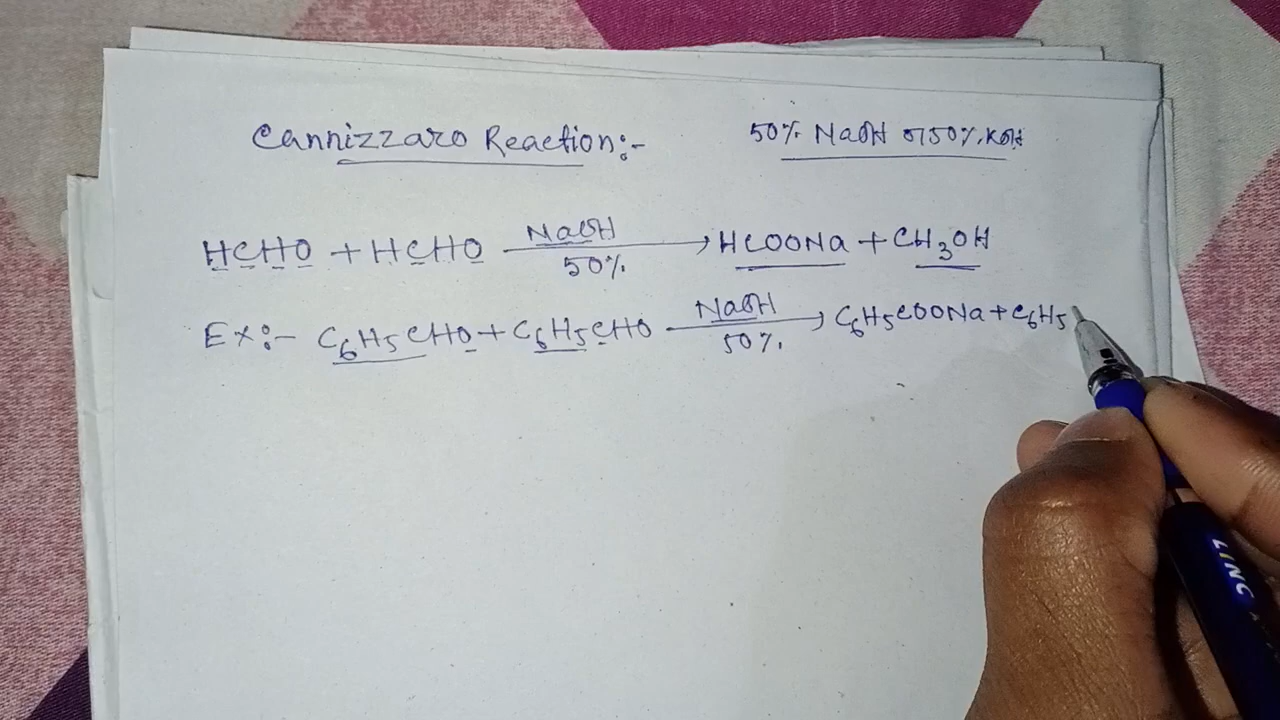 Cannizzaro Reaction:- 50% NaOH or 50% KOH
HCHO + HCHO NaOH 50% → HCOONa + CH3OH
Ex:- C6H5CHO + C6H5CHO NaOH 50% → C6H5COONa + C6H5
LINC